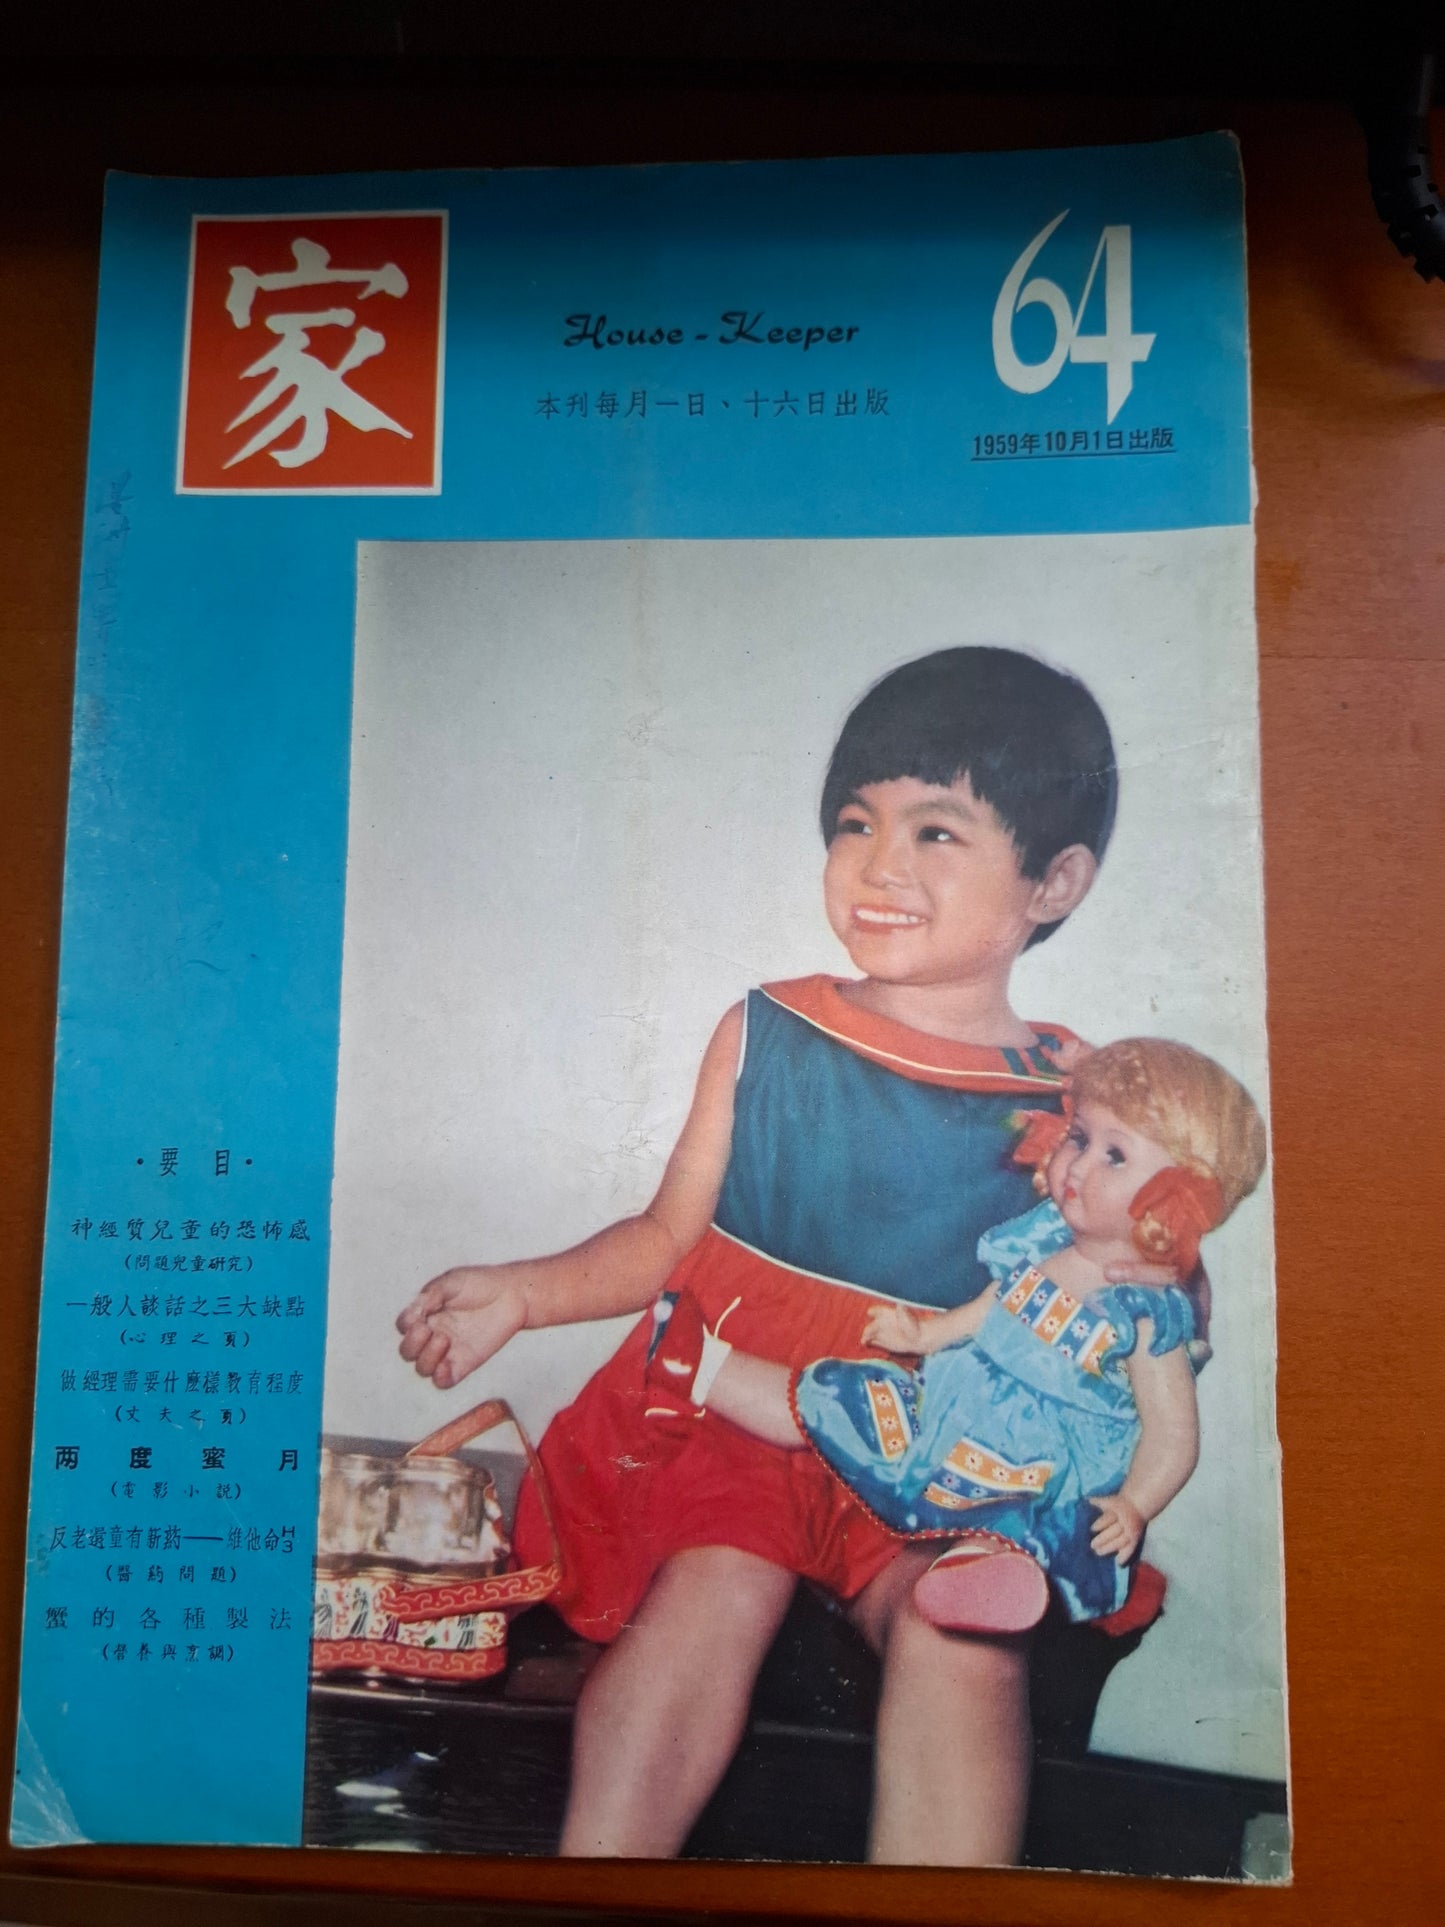 家
House - Keeper
本刊每月一日、十六日出版
64
1959年10月1日出版
·要目·
神經質兒童的恐怖感
(問題兒童研究)
一般人談話之三大缺點
(心理之頁)
做經理需要什麼樣教育程度
(丈夫之頁)
两度蜜月
(電影小說)
反老還童有新葯——維他命H3
(醫葯問題)
蟹的各種製法
(營養與烹調)